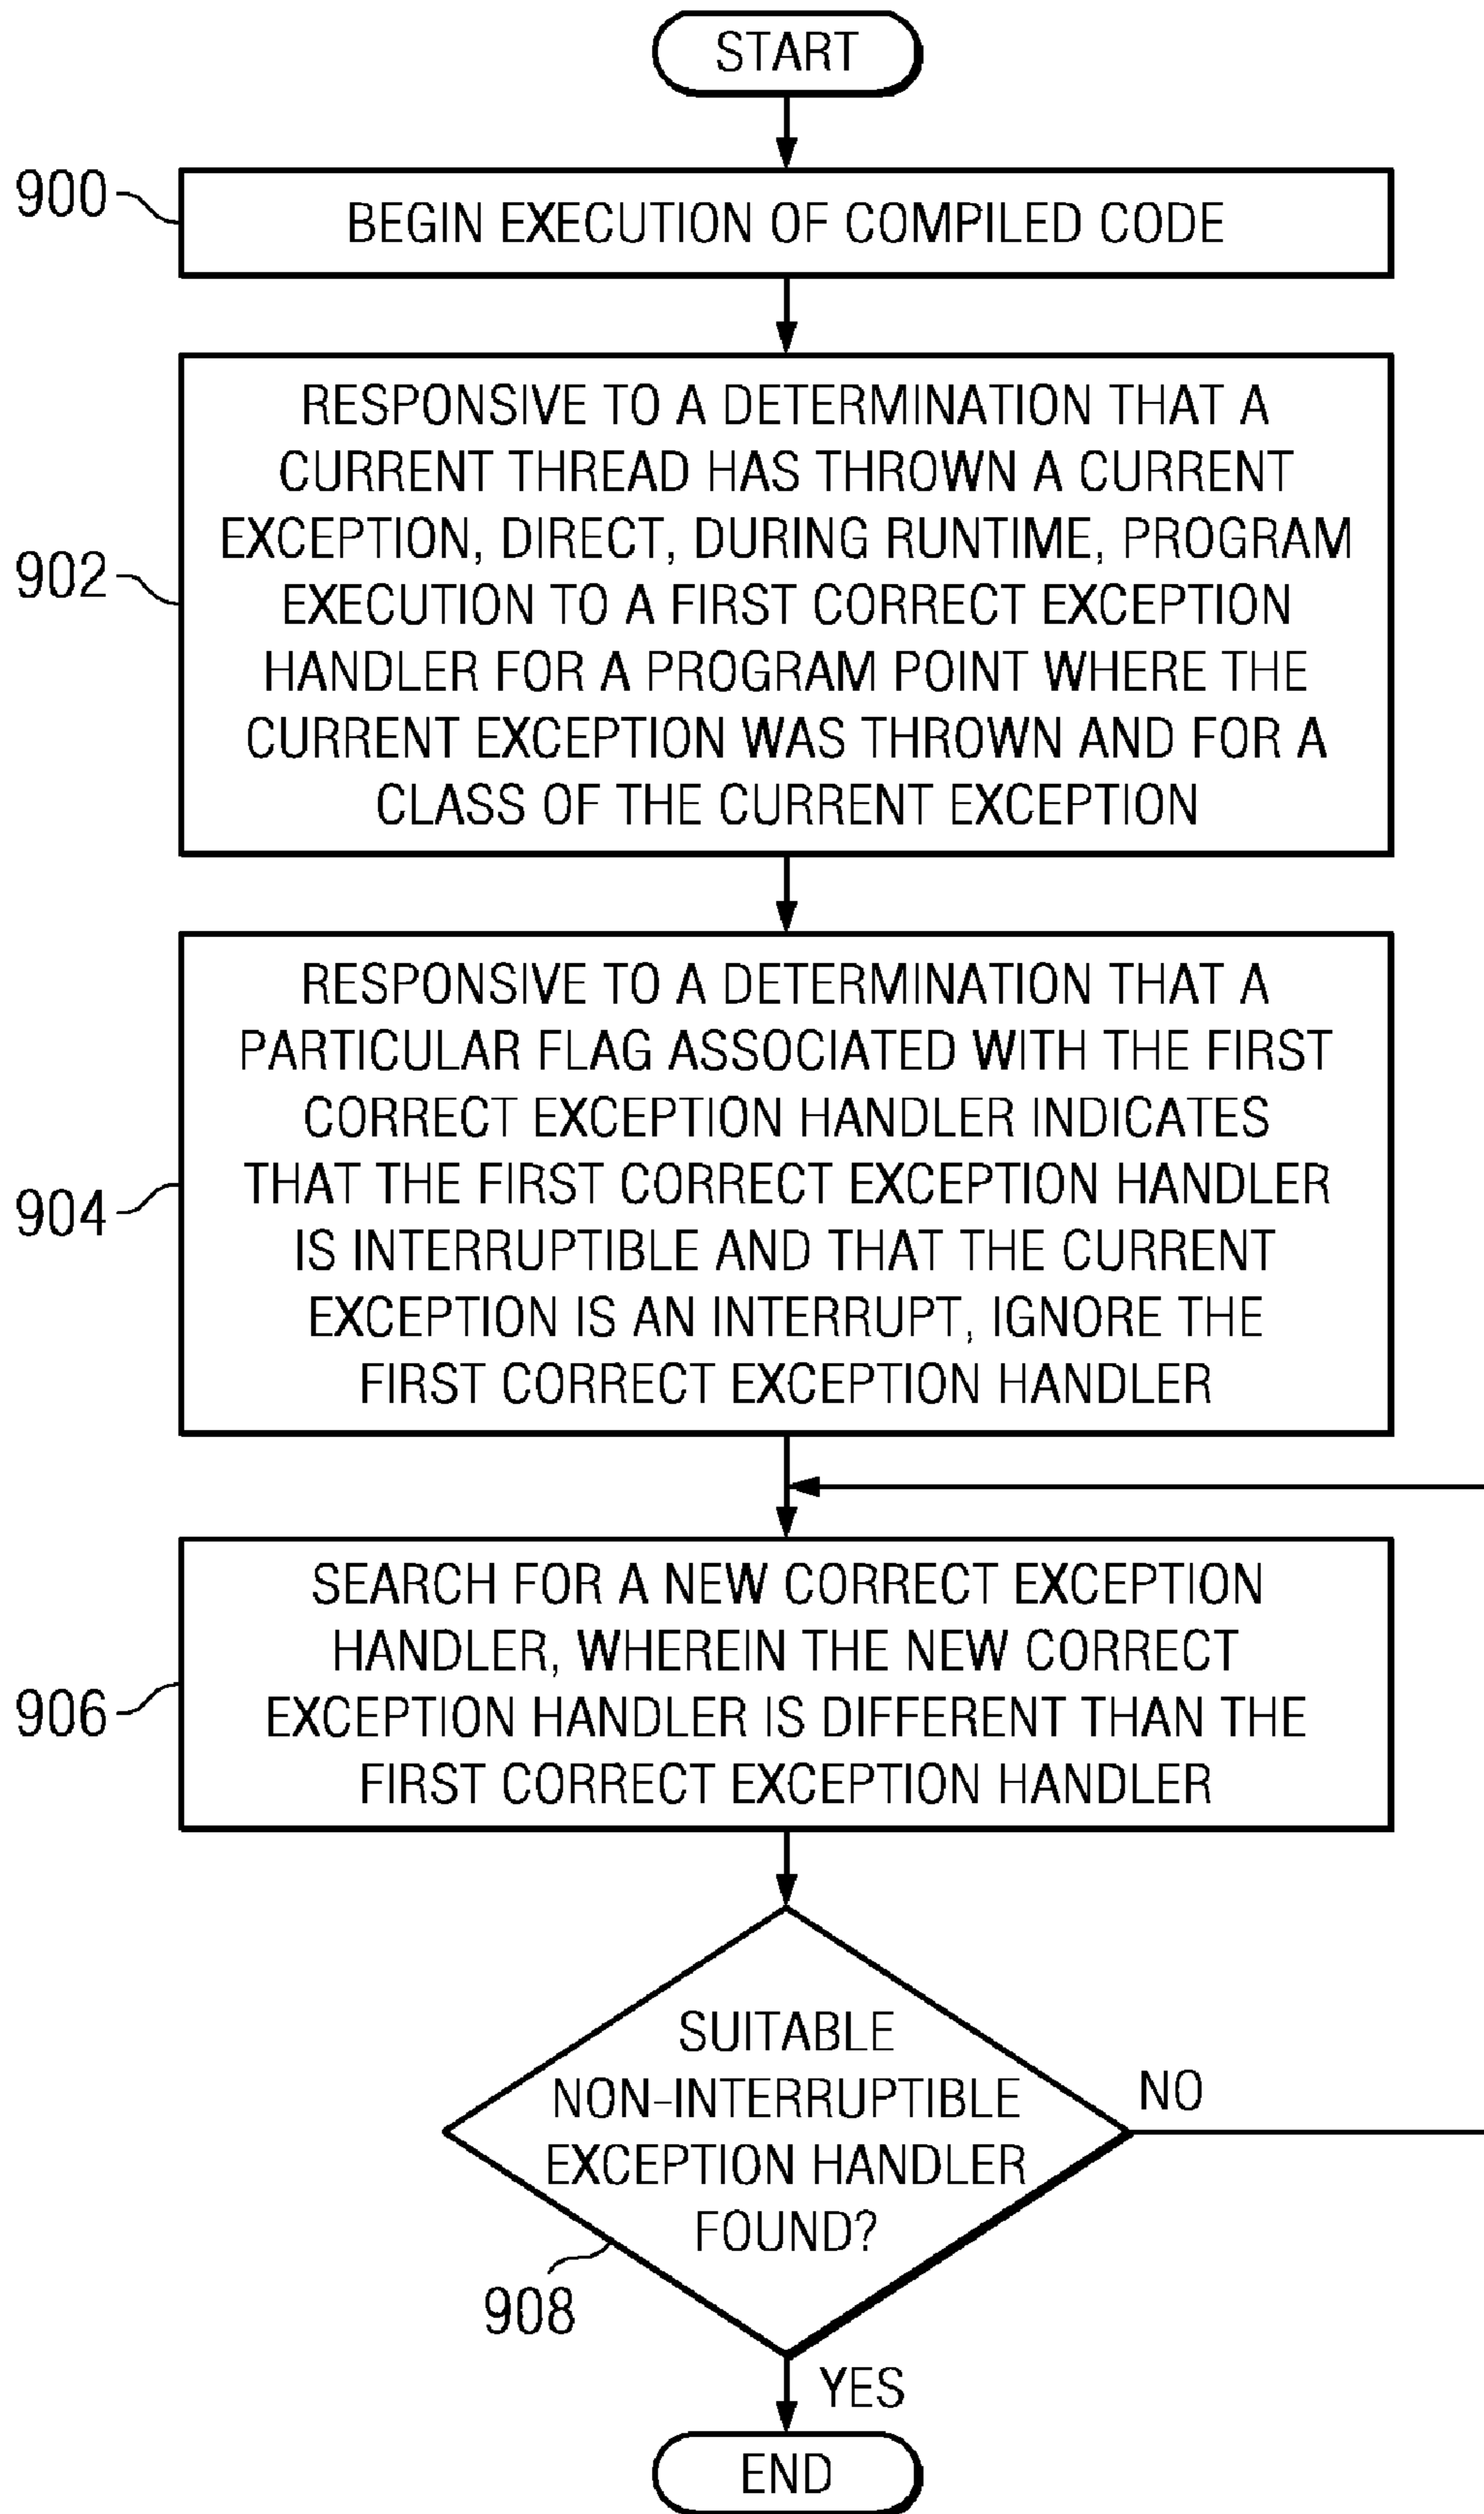 START
900
BEGIN EXECUTION OF COMPILED CODE
902
RESPONSIVE TO A DETERMINATION THAT A
CURRENT THREAD HAS THROWN A CURRENT
EXCEPTION, DIRECT, DURING RUNTIME, PROGRAM
EXECUTION TO A FIRST CORRECT EXCEPTION
HANDLER FOR A PROGRAM POINT WHERE THE
CURRENT EXCEPTION WAS THROWN AND FOR A
CLASS OF THE CURRENT EXCEPTION
904
RESPONSIVE TO A DETERMINATION THAT A
PARTICULAR FLAG ASSOCIATED WITH THE FIRST
CORRECT EXCEPTION HANDLER INDICATES
THAT THE FIRST CORRECT EXCEPTION HANDLER
IS INTERRUPTIBLE AND THAT THE CURRENT
EXCEPTION IS AN INTERRUPT, IGNORE THE
FIRST CORRECT EXCEPTION HANDLER
906
SEARCH FOR A NEW CORRECT EXCEPTION
HANDLER, WHEREIN THE NEW CORRECT
EXCEPTION HANDLER IS DIFFERENT THAN THE
FIRST CORRECT EXCEPTION HANDLER
SUITABLE
NON-INTERRUPTIBLE
EXCEPTION HANDLER
FOUND?
NO
908
YES
END